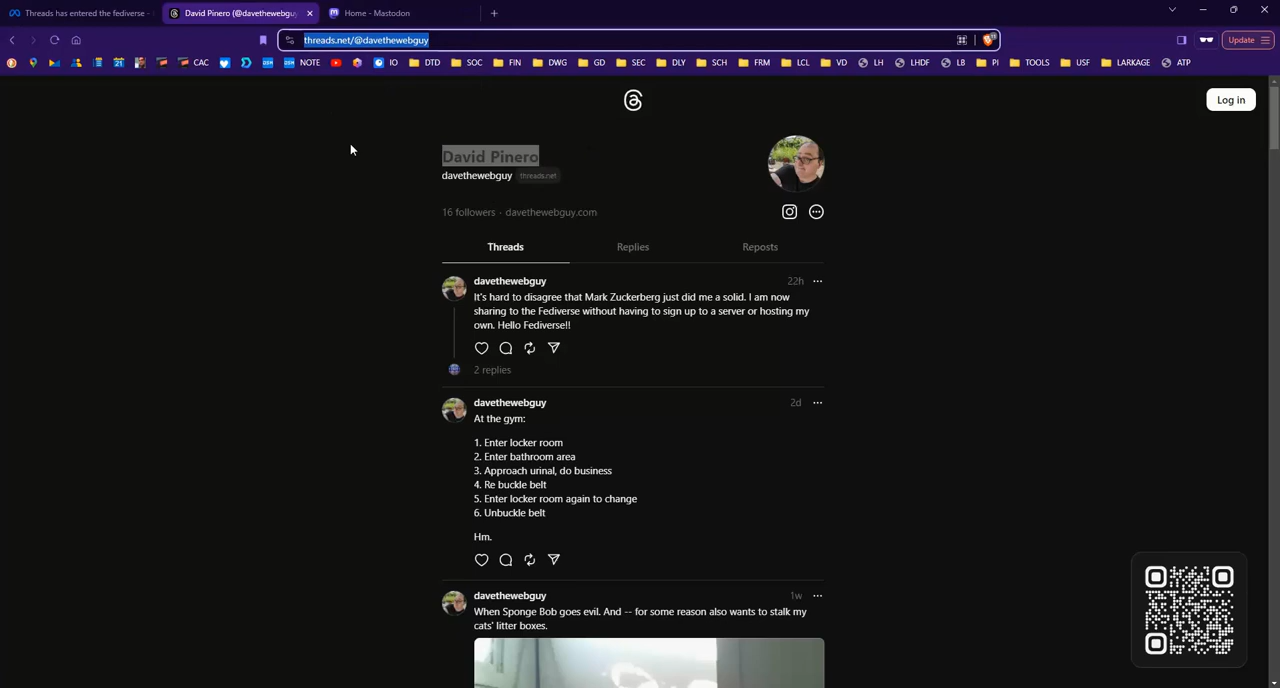 Threads has entered the fediverse -
David Pinero (@davethewebguy
Home - Mastodon
threads.net/@davethewebguy
Update
CAC
NOTE
IO
DTD
SOC
FIN
DWG
GD
SEC
DLY
SCH
FRM
LCL
VD
LH
LHDF
LB
PI
TOOLS
USF
LARKAGE
ATP
Log in
David Pinero
davethewebguy threads.net
16 followers · davethewebguy.com
Threads
Replies
Reposts
davethewebguy 22h
It's hard to disagree that Mark Zuckerberg just did me a solid. I am now
sharing to the Fediverse without having to sign up to a server or hosting my
own. Hello Fediverse!!
2 replies
davethewebguy 2d
At the gym:
1. Enter locker room
2. Enter bathroom area
3. Approach urinal, do business
4. Re buckle belt
5. Enter locker room again to change
6. Unbuckle belt
Hm.
davethewebguy 1w
When Sponge Bob goes evil. And -- for some reason also wants to stalk my
cats' litter boxes.